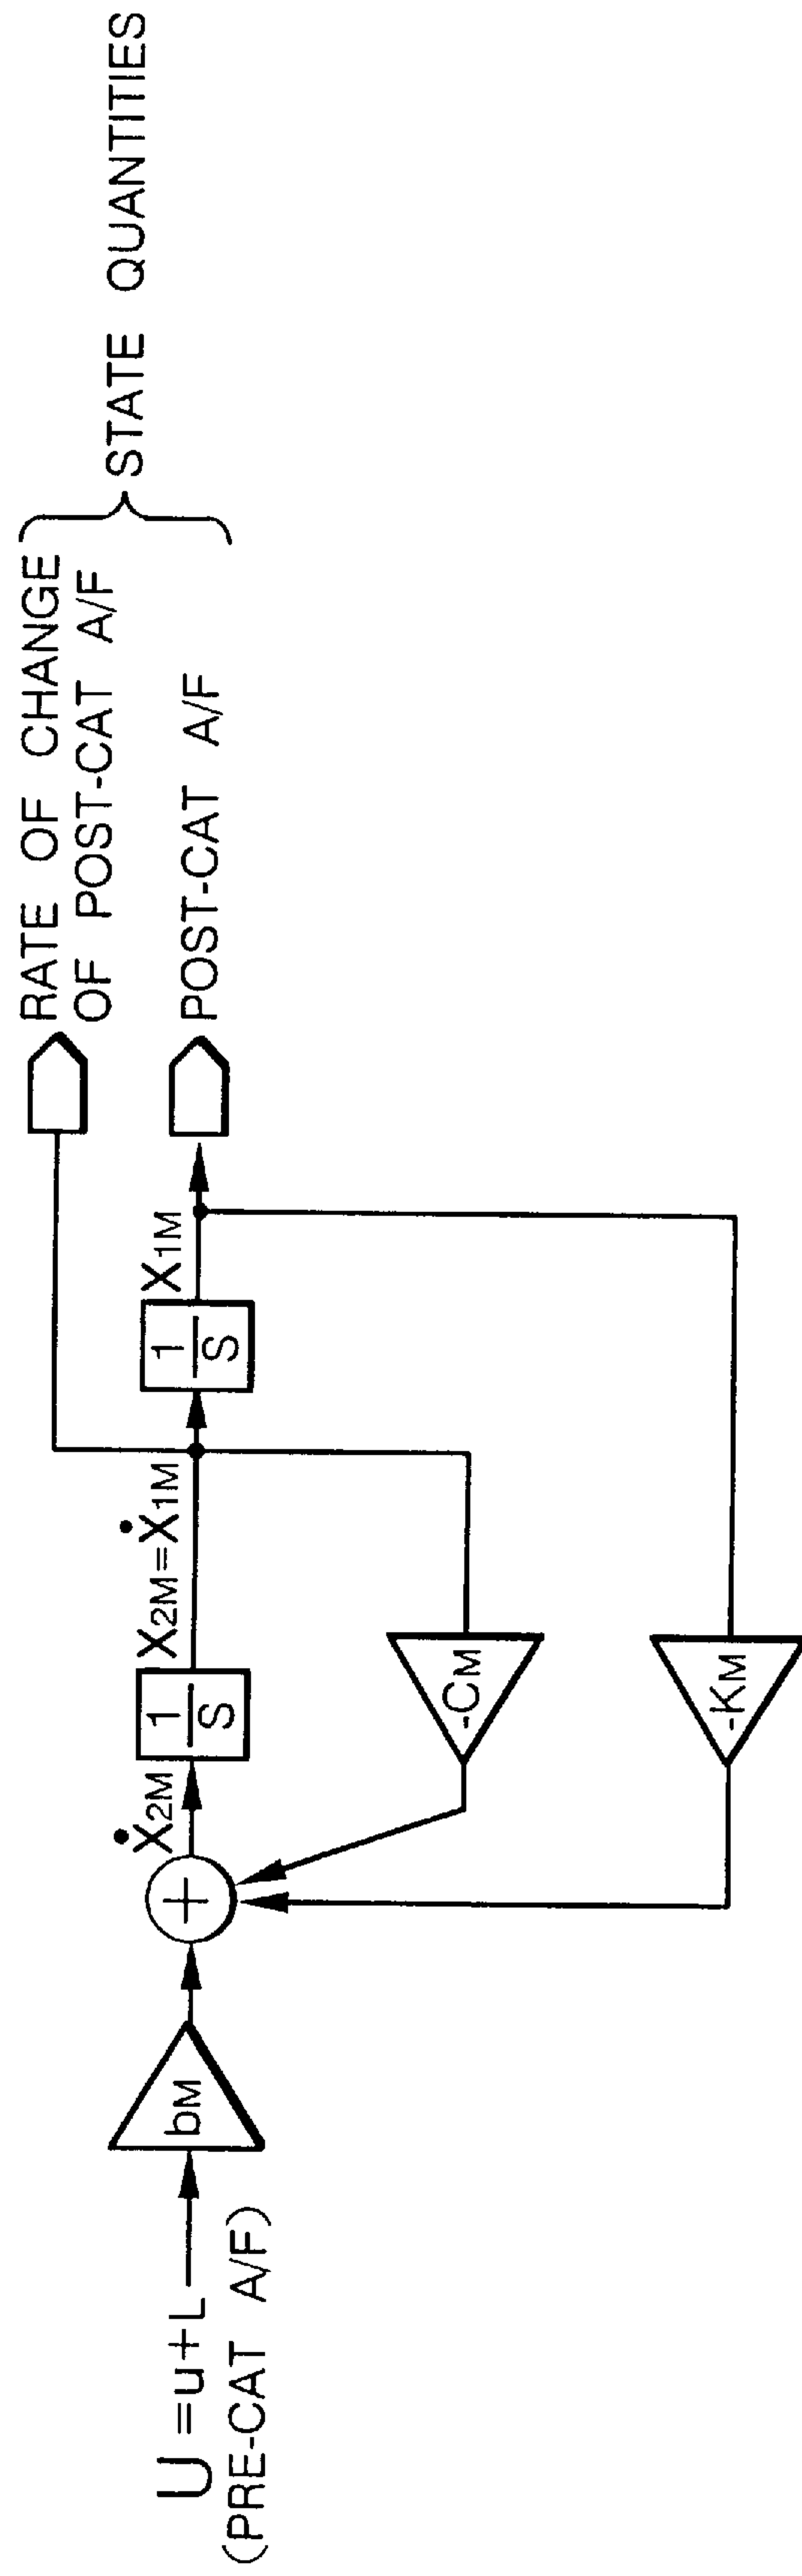 U=u+L
(PRE-CAT A/F)
bM
+
Ẋ2M
1
S
X2M=Ẋ1M
1
S
X1M
-CM
-KM
RATE OF CHANGE
OF POST-CAT A/F
POST-CAT A/F
STATE QUANTITIES